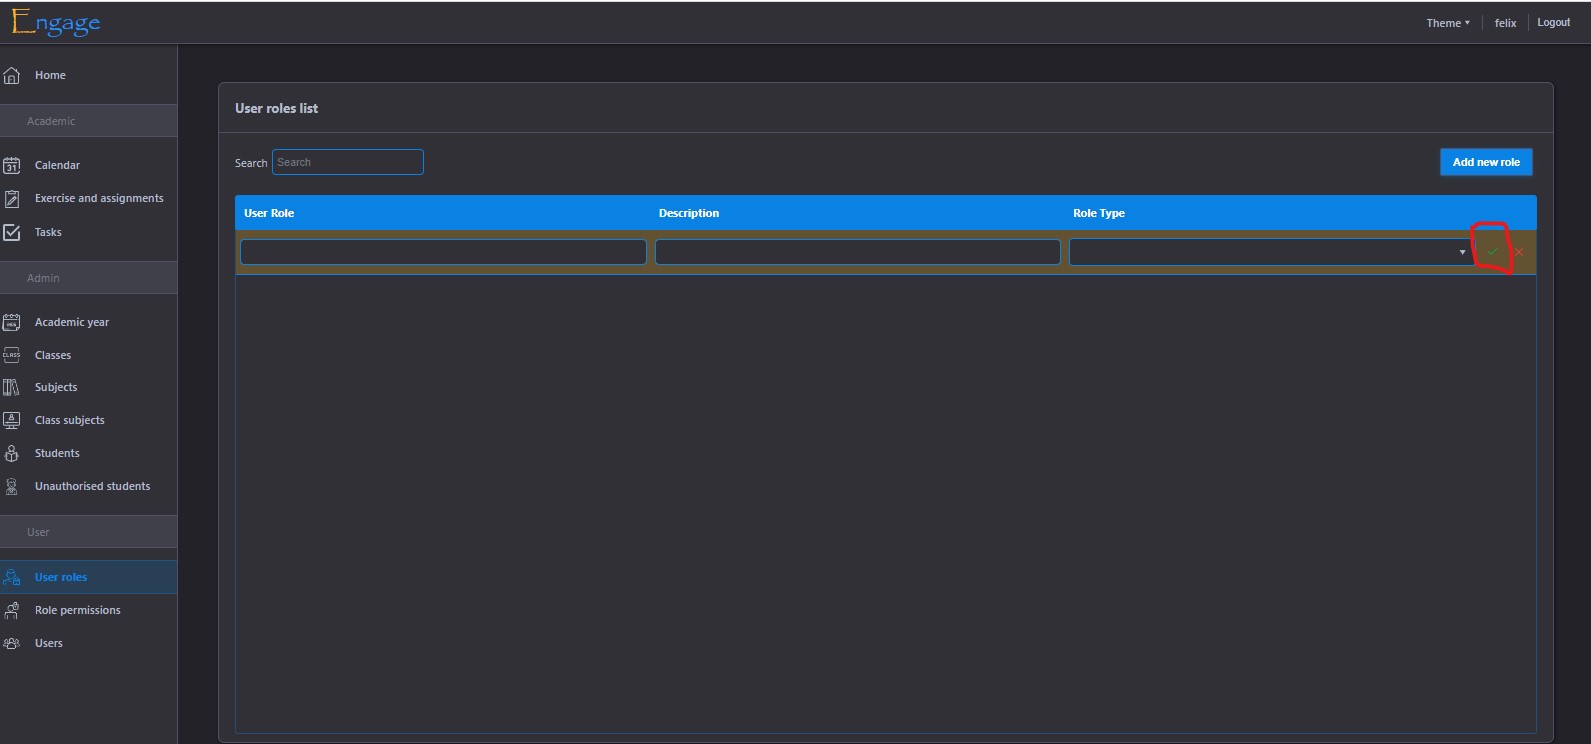 Engage
Theme felix Logout
Home
Academic
31 Calendar
Exercise and assignments
Tasks
Admin
Academic year
CLASS Classes
Subjects
Class subjects
Students
Unauthorised students
User
User roles
Role permissions
Users
User roles list
Search Search Add new role
User Role Description Role Type